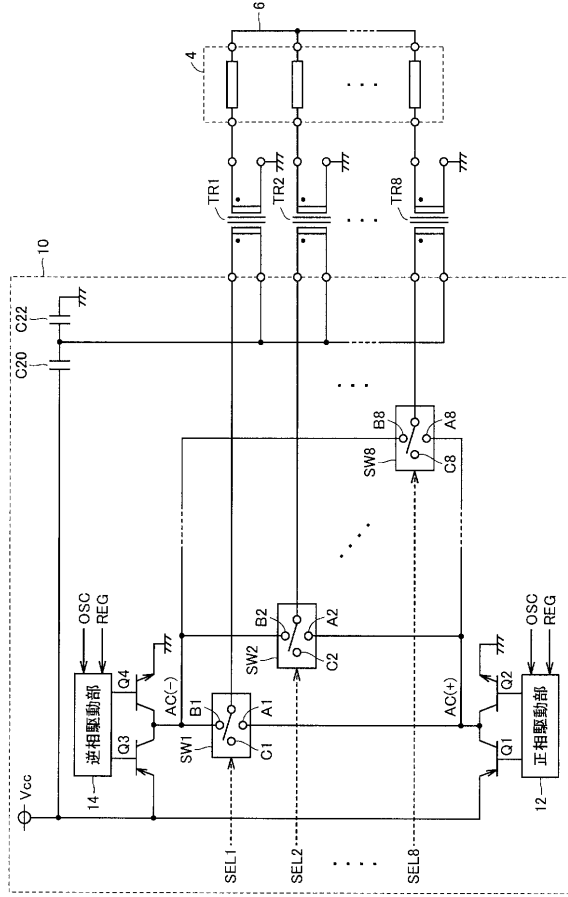 6
4
TR1
TR2
TR8
10
C22
C20
B8
SW8
A8
C8
OSC
REG
逆相駆動部
Q4
Q3
14
AC(-)
B2
SW2
A2
C2
B1
SW1
A1
C1
AC(+)
Q2
Q1
OSC
REG
正相駆動部
12
Vcc
SEL1
SEL2
SEL8